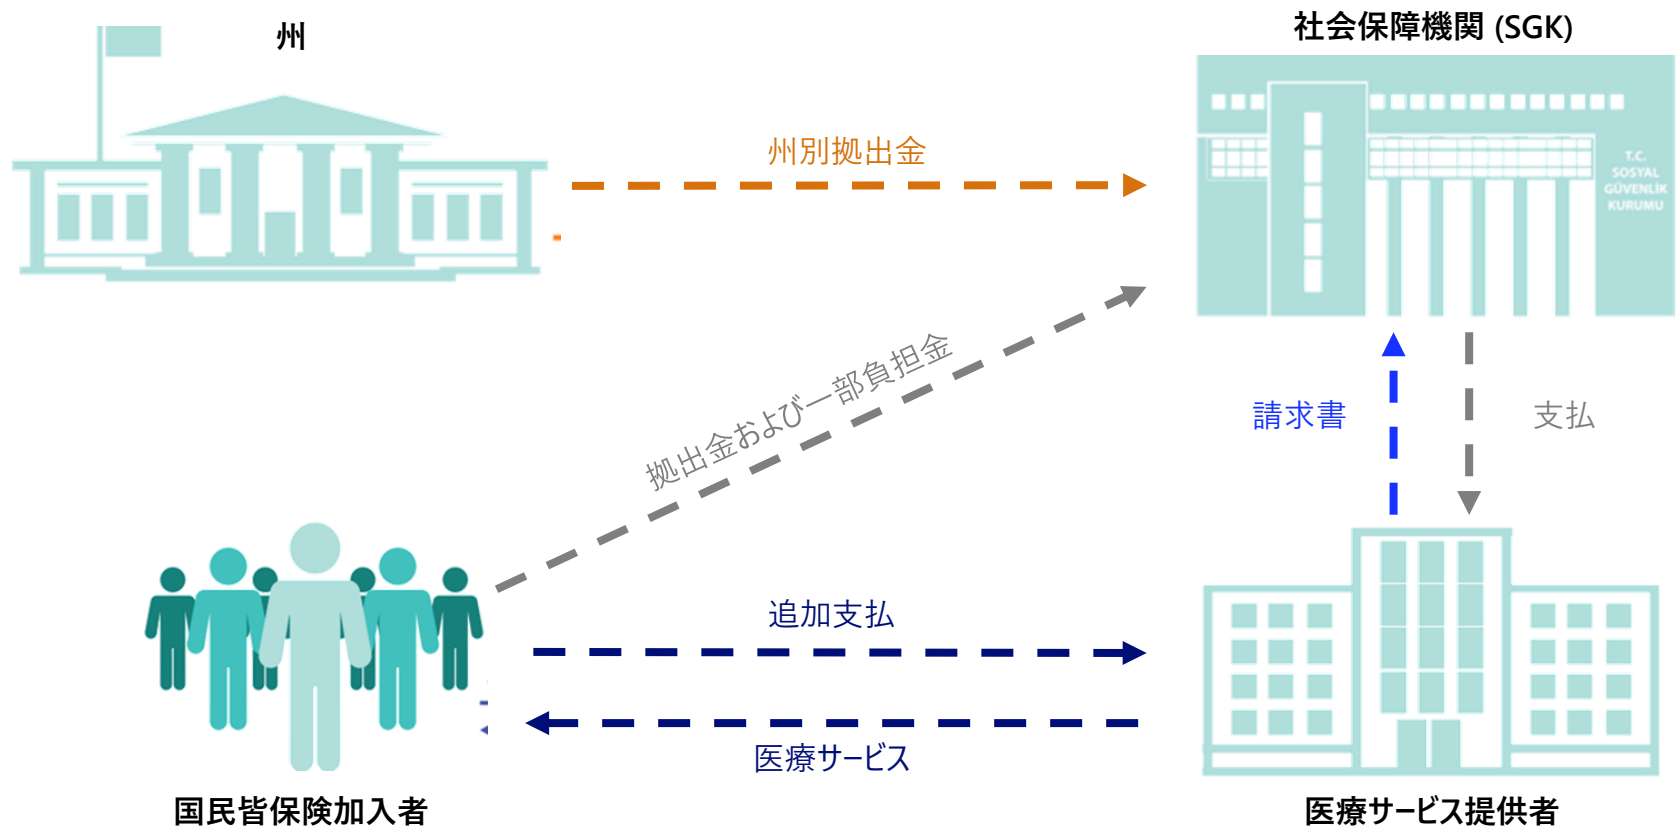 州
社会保障機関 (SGK)
州別拠出金
T.C.
SOSYAL
GÜVENLİK
KURUMU
拠出金および一部負担金
請求書
支払
追加支払
医療サービス
国民皆保険加入者
医療サービス提供者